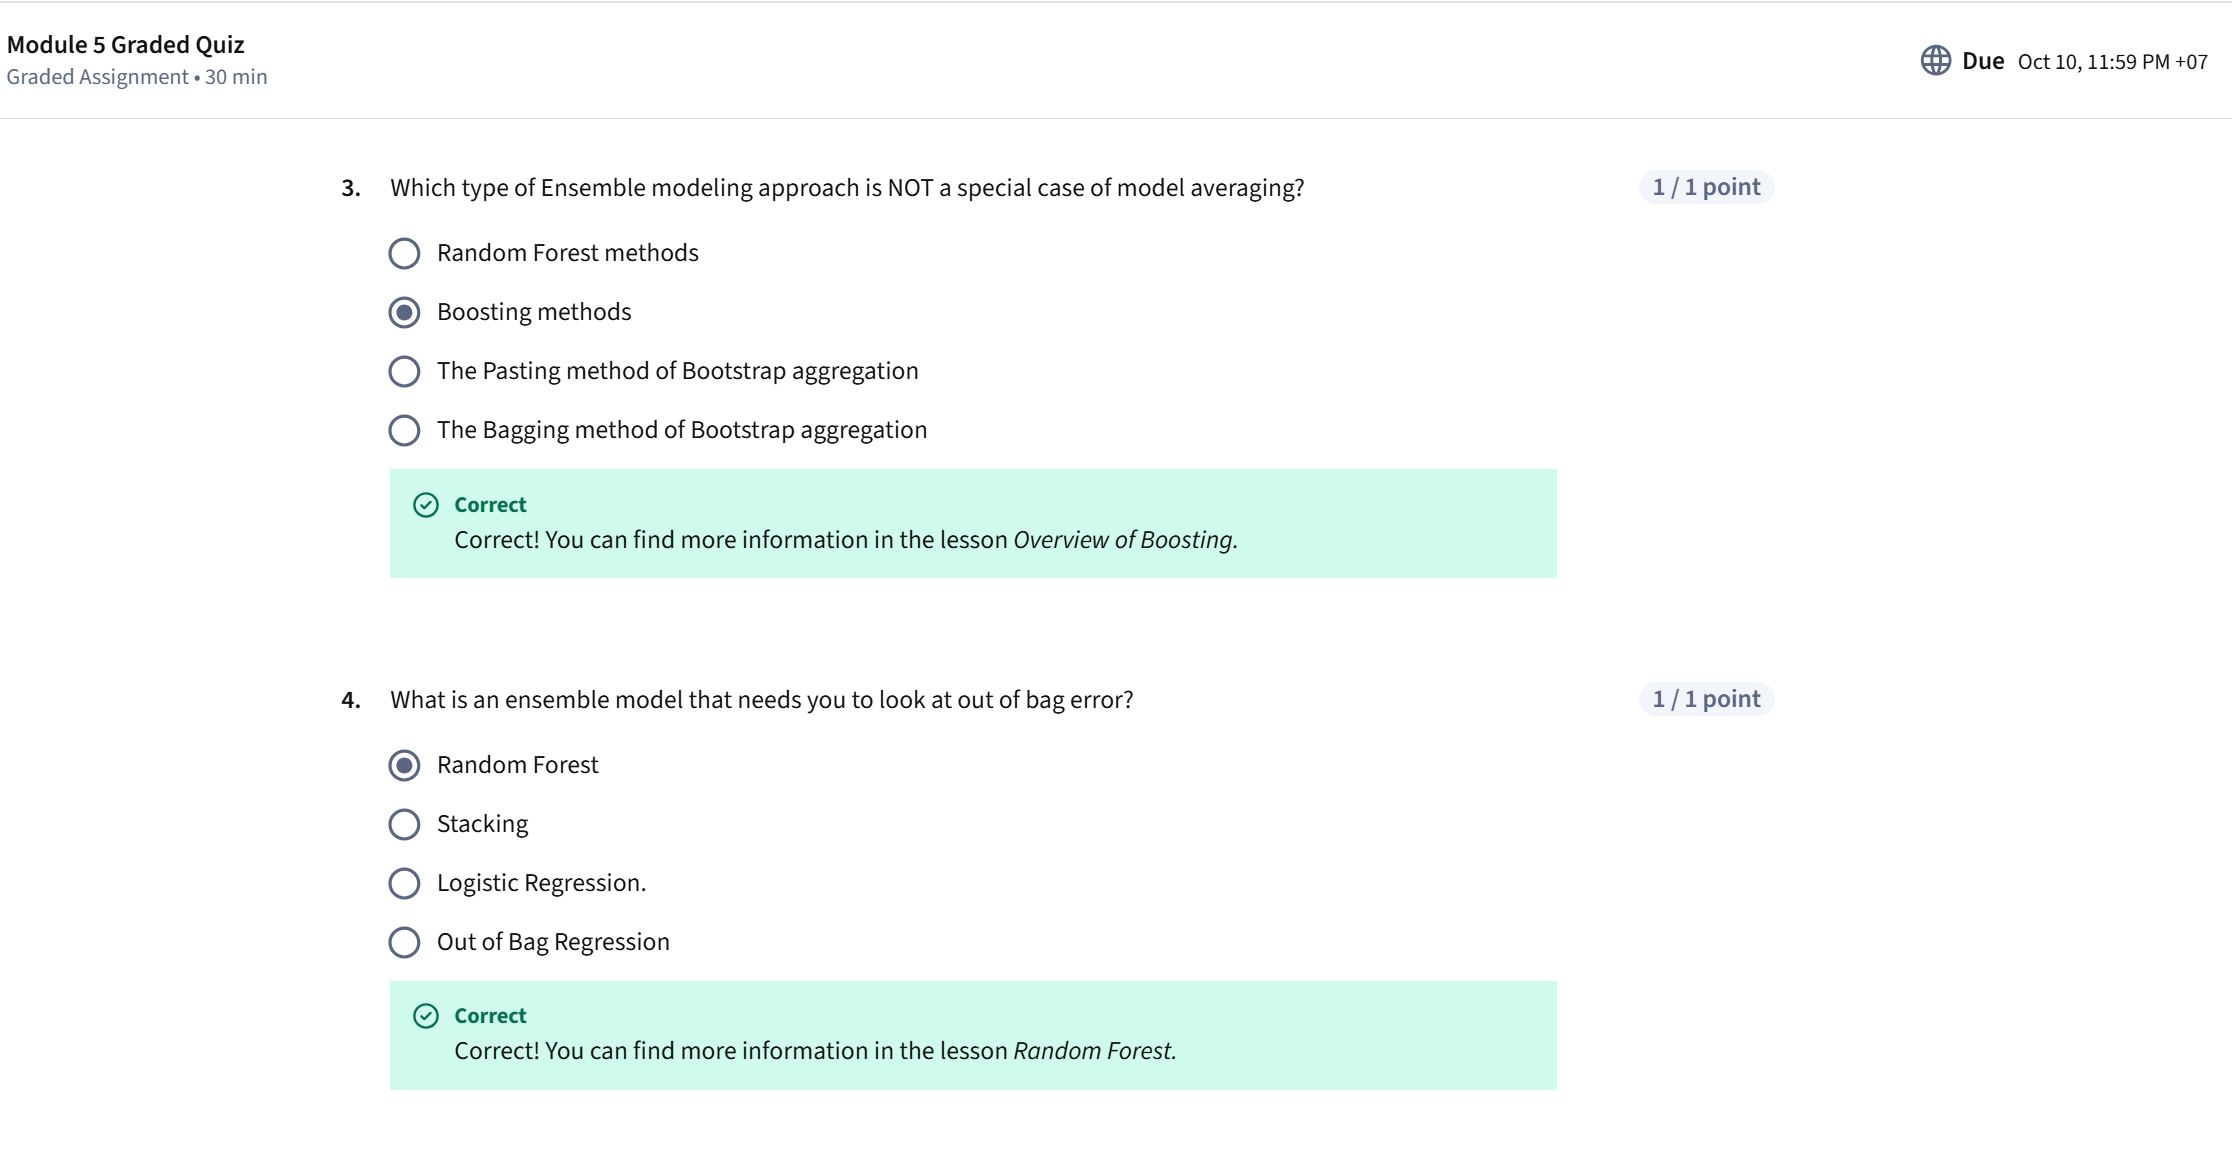 Module 5 Graded Quiz
Graded Assignment • 30 min
Due Oct 10, 11:59 PM +07
3. Which type of Ensemble modeling approach is NOT a special case of model averaging?
1 / 1 point
Random Forest methods
Boosting methods
The Pasting method of Bootstrap aggregation
The Bagging method of Bootstrap aggregation
Correct
Correct! You can find more information in the lesson Overview of Boosting.
4. What is an ensemble model that needs you to look at out of bag error?
1 / 1 point
Random Forest
Stacking
Logistic Regression.
Out of Bag Regression
Correct
Correct! You can find more information in the lesson Random Forest.